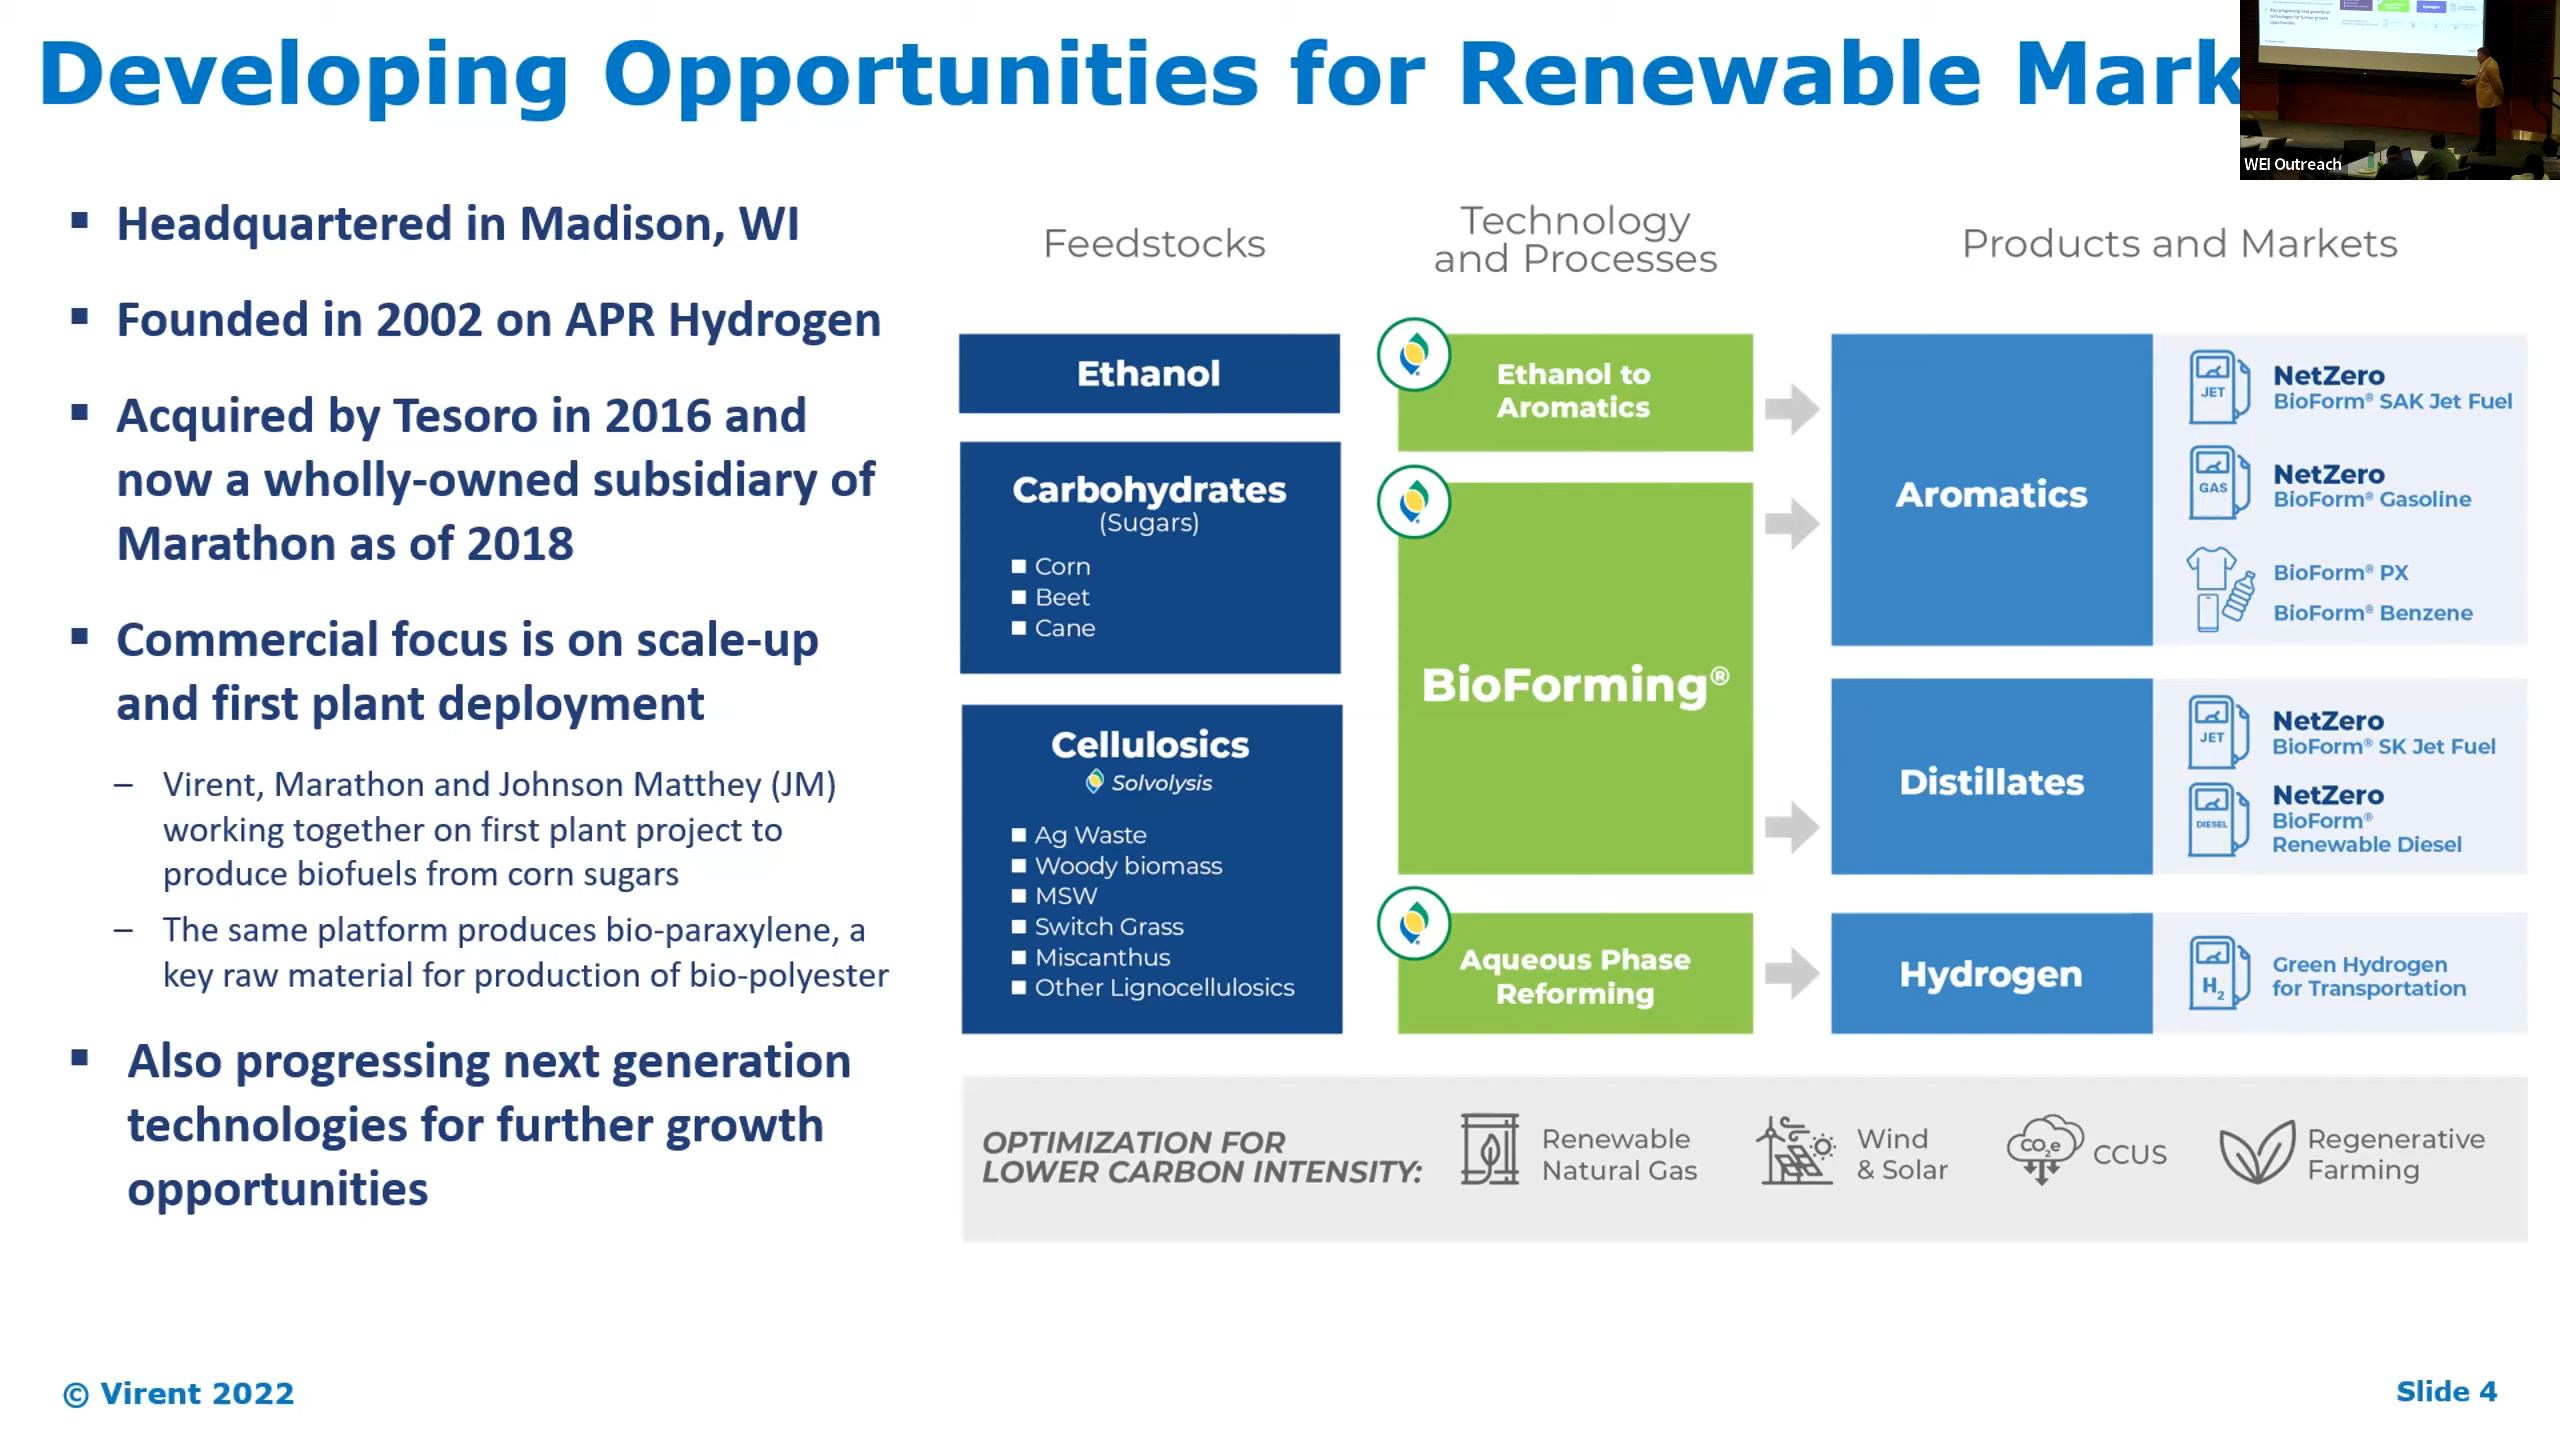 Developing Opportunities for Renewable Mark
WEI Outreach
▪ Headquartered in Madison, WI
▪ Founded in 2002 on APR Hydrogen
▪ Acquired by Tesoro in 2016 and
now a wholly-owned subsidiary of
Marathon as of 2018
▪ Commercial focus is on scale-up
and first plant deployment
– Virent, Marathon and Johnson Matthey (JM)
working together on first plant project to
produce biofuels from corn sugars
– The same platform produces bio-paraxylene, a
key raw material for production of bio-polyester
▪ Also progressing next generation
technologies for further growth
opportunities
Feedstocks
Ethanol
Carbohydrates
(Sugars)
■ Corn
■ Beet
■ Cane
Cellulosics
Solvolysis
■ Ag Waste
■ Woody biomass
■ MSW
■ Switch Grass
■ Miscanthus
■ Other Lignocellulosics
Technology
and Processes
Ethanol to
Aromatics
BioForming®
Aqueous Phase
Reforming
Products and Markets
Aromatics
JET
NetZero
BioForm® SAK Jet Fuel
GAS
NetZero
BioForm® Gasoline
BioForm® PX
BioForm® Benzene
Distillates
JET
NetZero
BioForm® SK Jet Fuel
DIESEL
NetZero
BioForm®
Renewable Diesel
Hydrogen
H₂
Green Hydrogen
for Transportation
OPTIMIZATION FOR
LOWER CARBON INTENSITY:
Renewable
Natural Gas
Wind
& Solar
CO₂e
CCUS
Regenerative
Farming
© Virent 2022
Slide 4